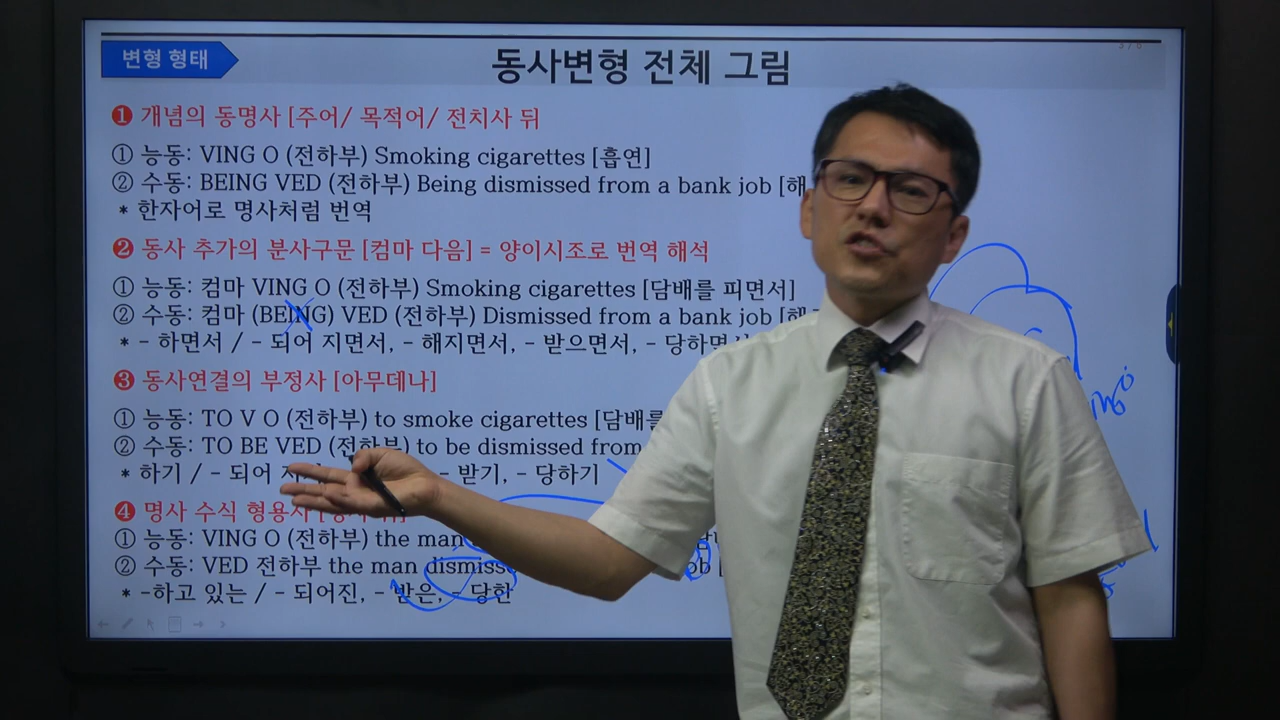 변형 형태
동사변형 전체 그림
❶ 개념의 동명사 [주어/ 목적어/ 전치사 뒤
① 능동: VING O (전하부) Smoking cigarettes [흡연]
② 수동: BEING VED (전하부) Being dismissed from a bank job [해
* 한자어로 명사처럼 번역
❷ 동사 추가의 분사구문 [컴마 다음] = 양이시조로 번역 해석
① 능동: 컴마 VING O (전하부) Smoking cigarettes [담배를 피면서]
② 수동: 컴마 (BEING) VED (전하부) Dismissed from a bank job
* - 하면서 / - 되어 지면서, - 해지면서, - 받으면서, - 당하면서
❸ 동사연결의 부정사 [아무데나]
① 능동: TO V O (전하부) to smoke cigarettes [담배를
② 수동: TO BE VED (전하부) to be dismissed from
* 하기 / - 되어 - 받기, - 당하기
❹ 명사 수식 형용사
① 능동: VING O (전하부) the man
② 수동: VED 전하부 the man
* -하고 있는 / - 되어진, - 받은, - 당한